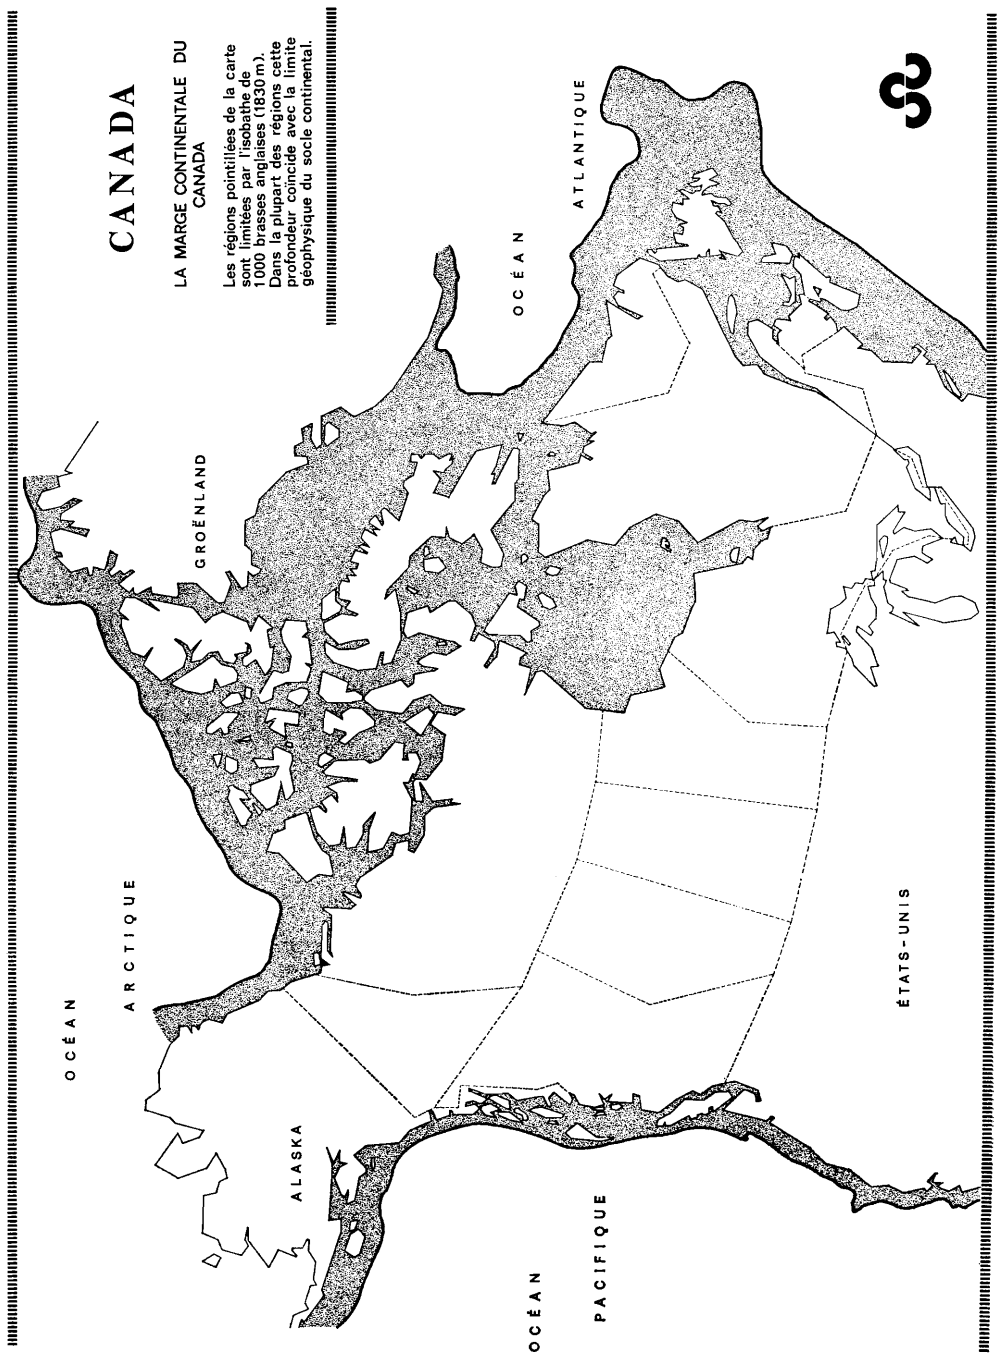 CANADA
LA MARGE CONTINENTALE DU
CANADA
Les régions pointillées de la carte
sont limitées par l'isobathe de
1000 brasses anglaises (1830 m).
Dans la plupart des régions cette
profondeur coïncide avec la limite
géophysique du socle continental.
OCÉAN
ARCTIQUE
GROËNLAND
ALASKA
OCÉAN
ATLANTIQUE
OCÉAN
PACIFIQUE
ÉTATS-UNIS